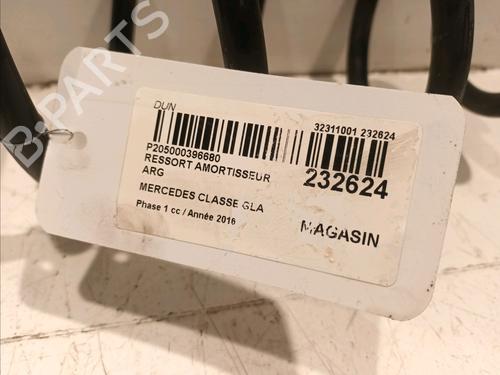 B-PARTS
DUN
32311001 232624
P205000396680
232624
RESSORT AMORTISSEUR
ARG
MERCEDES CLASSE GLA
Phase 1 cc / Année 2016
MAGASIN